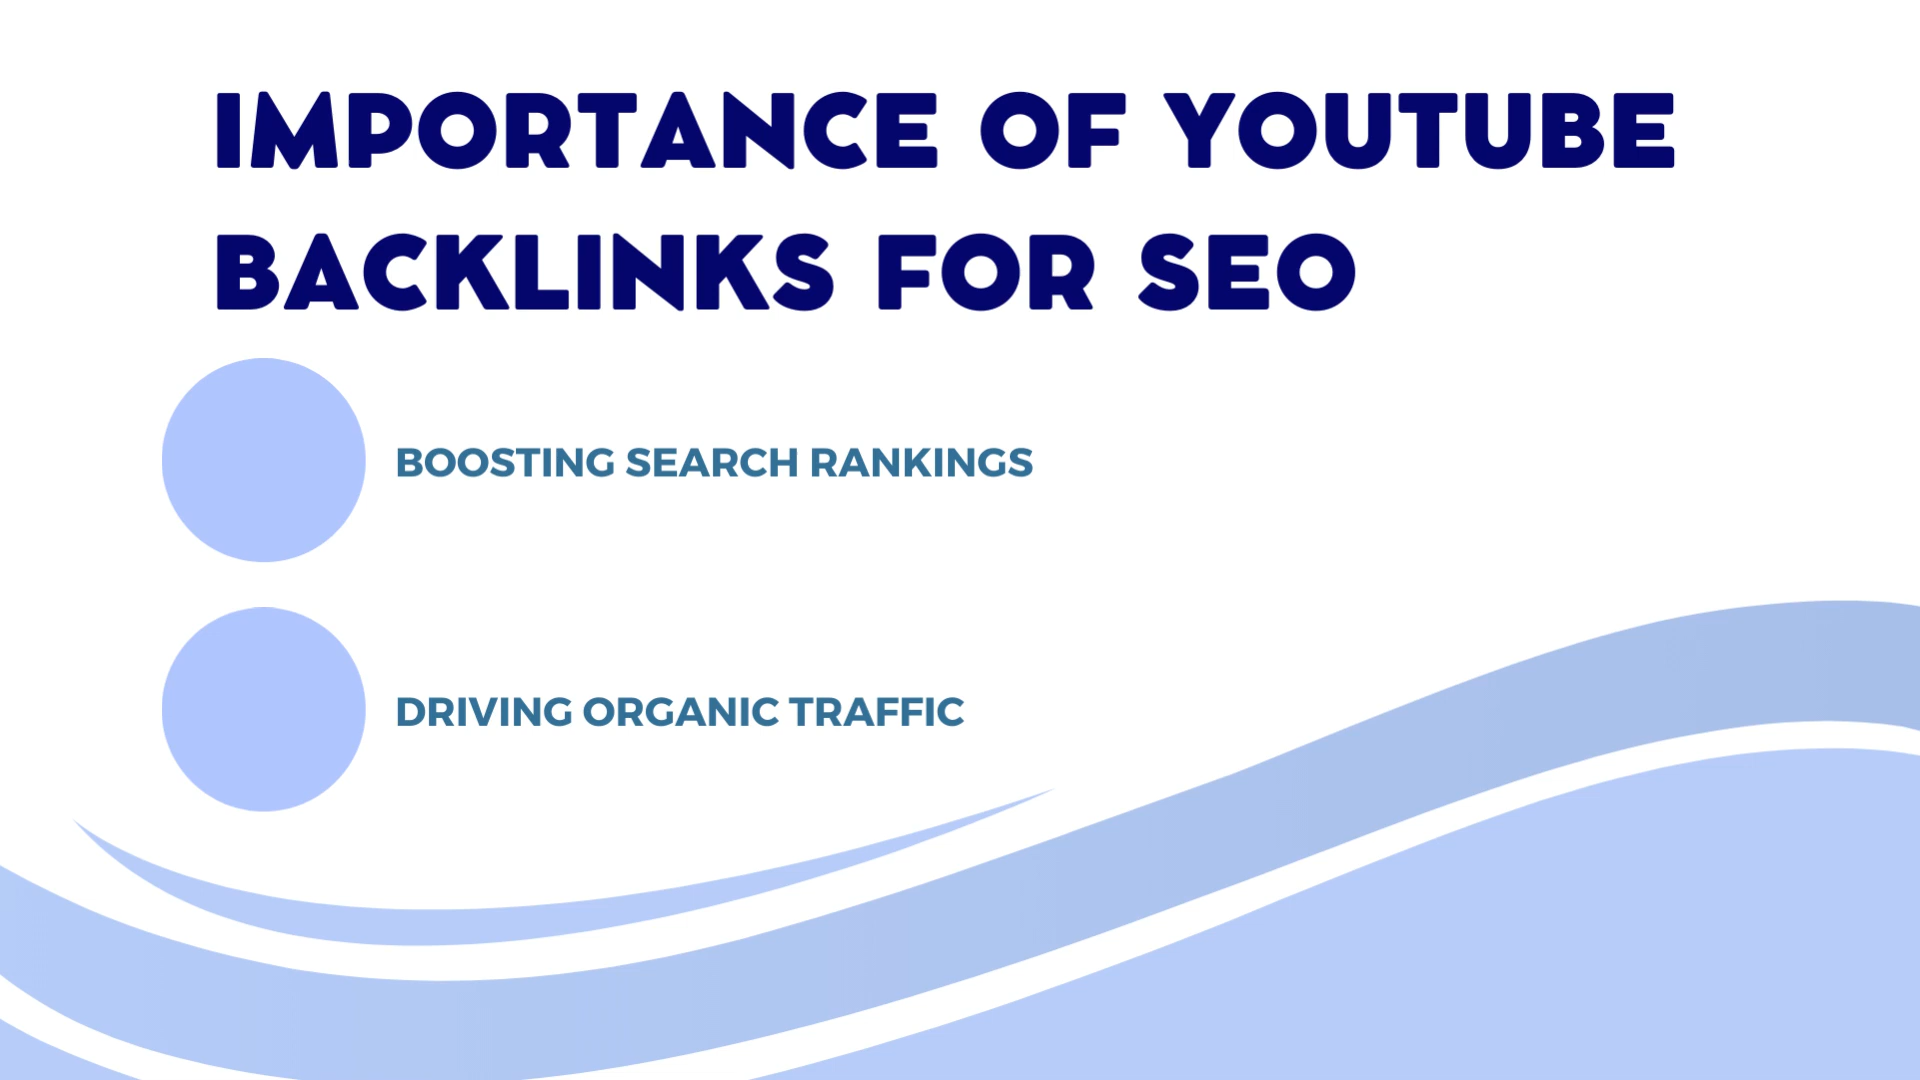 IMPORTANCE OF YOUTUBE
BACKLINKS FOR SEO
BOOSTING SEARCH RANKINGS
DRIVING ORGANIC TRAFFIC